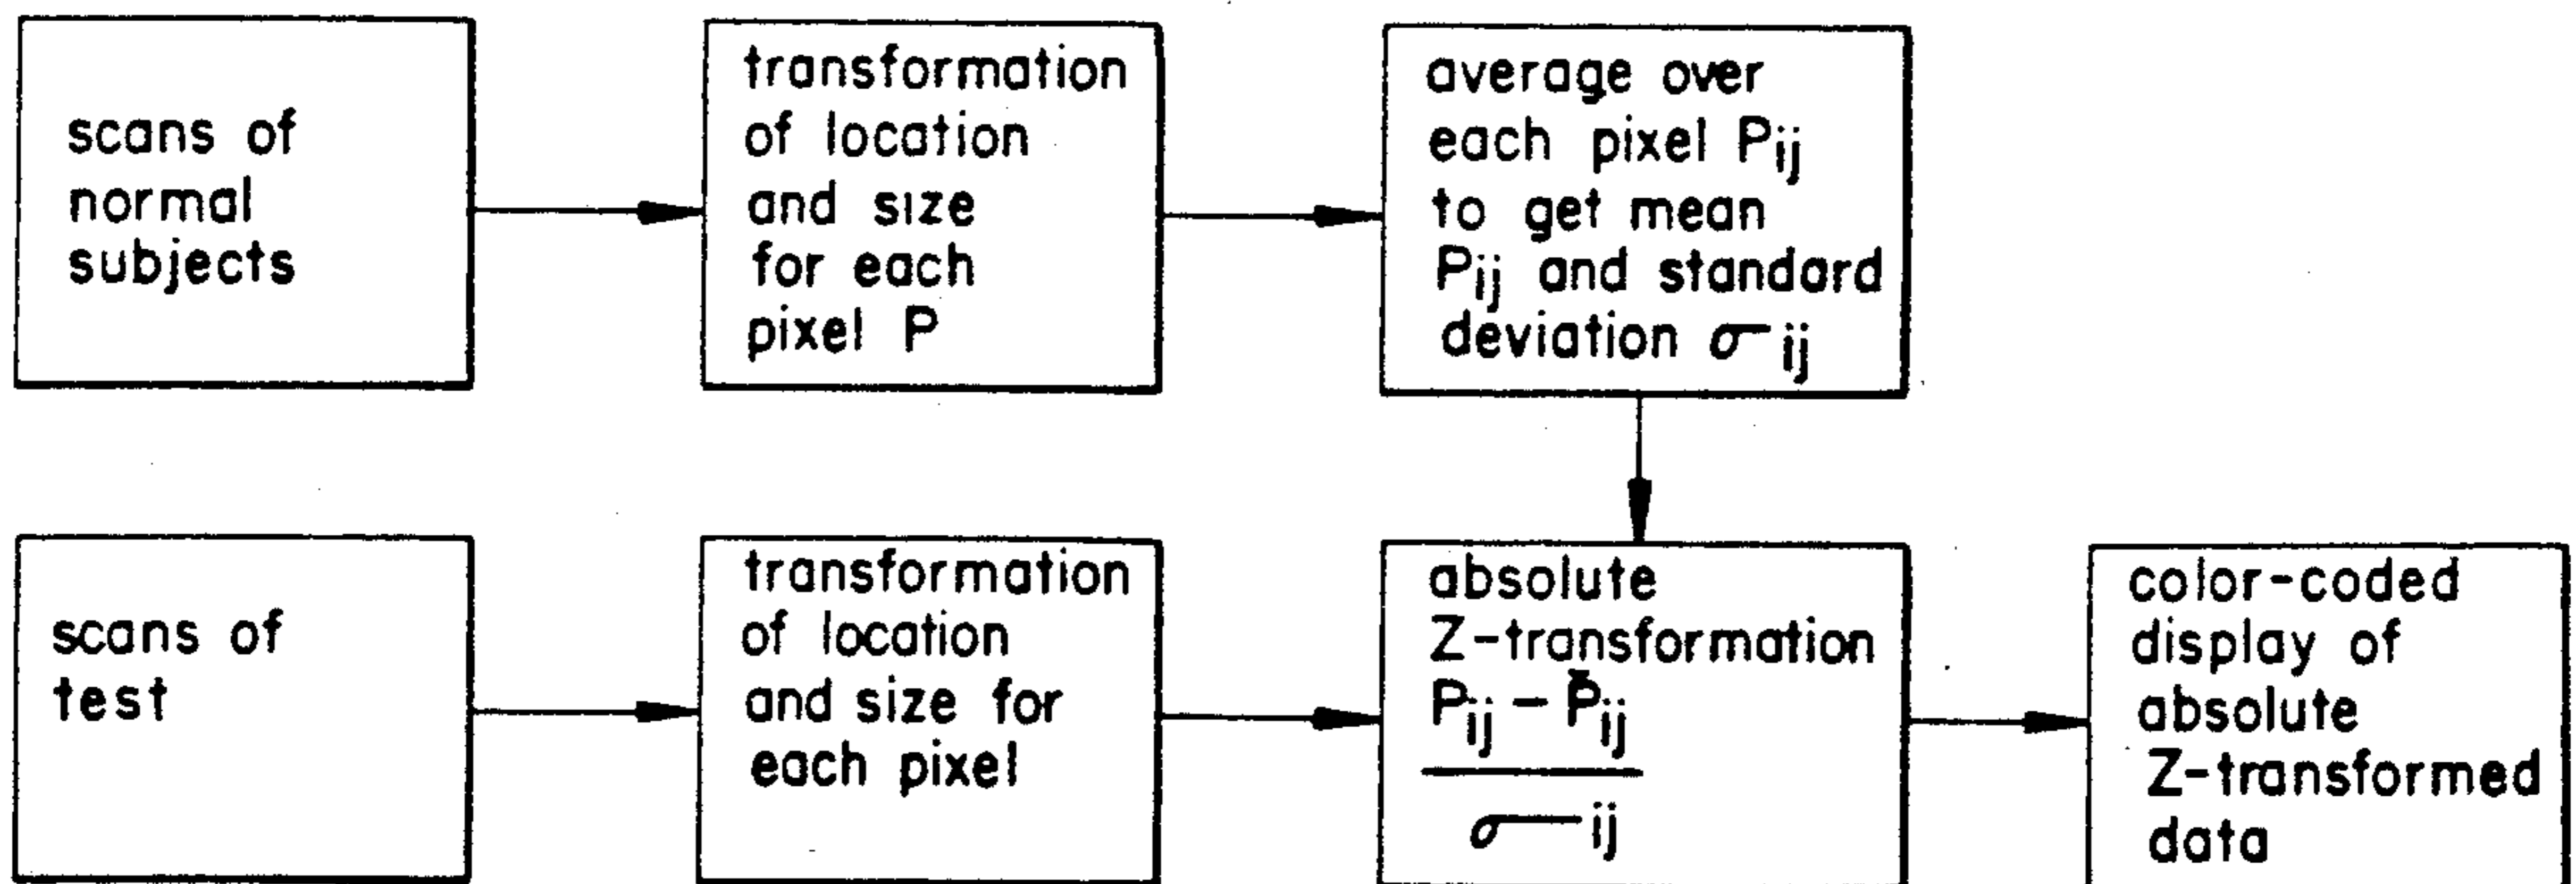 scans of
normal
subjects
transformation
of location
and size
for each
pixel P
average over
each pixel Pij
to get mean
Pij and standard
deviation σij
scans of
test
transformation
of location
and size for
each pixel
absolute
Z-transformation
Pij - P̄ij
σij
color-coded
display of
absolute
Z-transformed
data